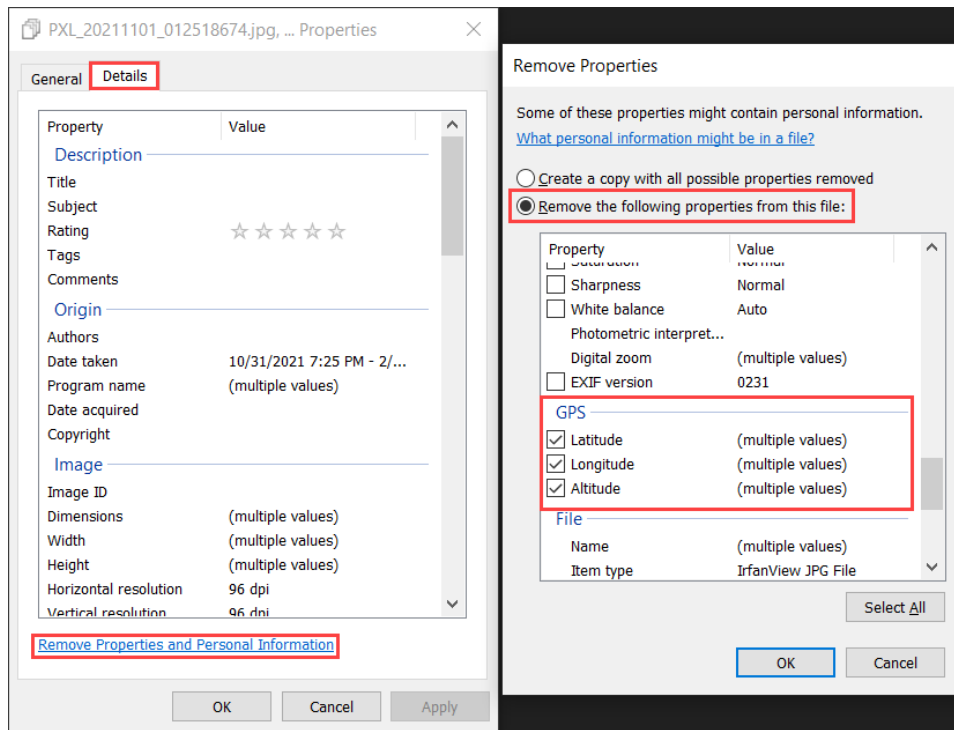 PXL_20211101_012518674.jpg, ... Properties
General Details
Property Value
Description
Title
Subject
Rating
Tags
Comments
Origin
Authors
Date taken 10/31/2021 7:25 PM - 2/...
Program name (multiple values)
Date acquired
Copyright
Image
Image ID
Dimensions (multiple values)
Width (multiple values)
Height (multiple values)
Horizontal resolution 96 dpi
Vertical resolution 96 dpi
Remove Properties and Personal Information
OK Cancel Apply
Remove Properties
Some of these properties might contain personal information.
What personal information might be in a file?
Create a copy with all possible properties removed
Remove the following properties from this file:
Property Value
Saturation Normal
Sharpness Normal
White balance Auto
Photometric interpret...
Digital zoom (multiple values)
EXIF version 0231
GPS
Latitude (multiple values)
Longitude (multiple values)
Altitude (multiple values)
File
Name (multiple values)
Item type IrfanView JPG File
Select All
OK Cancel